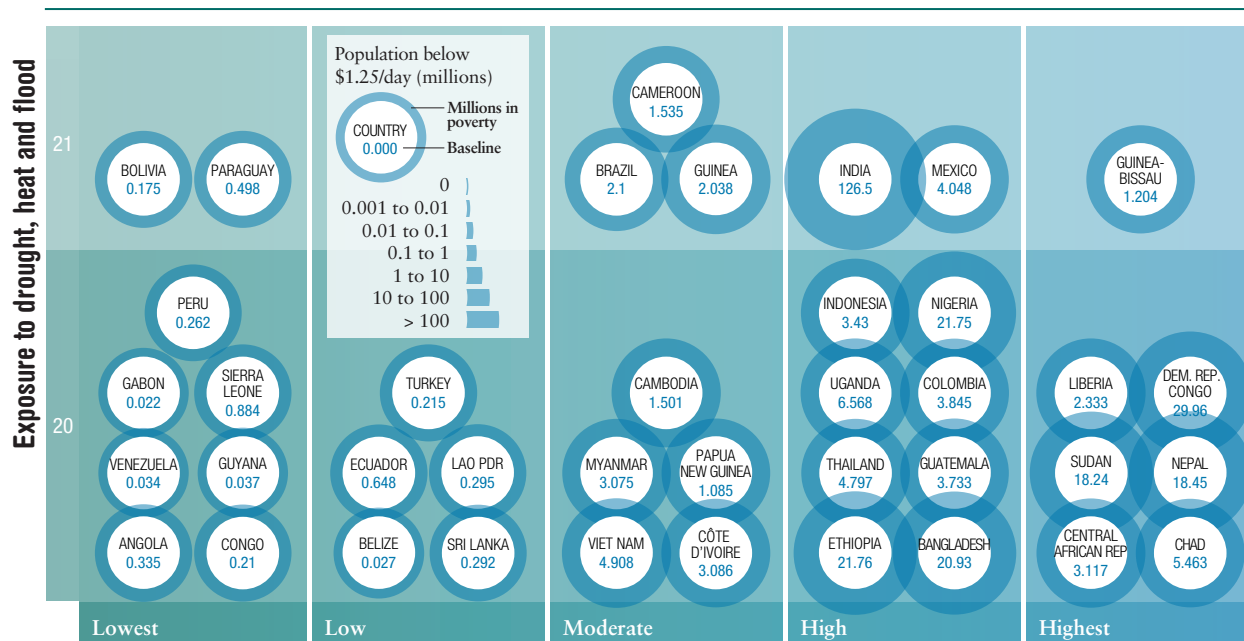 Exposure to drought, heat and flood
21
20
Population below
$1.25/day (millions)
COUNTRY
0.000
Millions in
poverty
Baseline
0
0.001 to 0.01
0.01 to 0.1
0.1 to 1
1 to 10
10 to 100
> 100
BOLIVIA
0.175
PARAGUAY
0.498
CAMEROON
1.535
BRAZIL
2.1
GUINEA
2.038
INDIA
126.5
MEXICO
4.048
GUINEA-
BISSAU
1.204
PERU
0.262
GABON
0.022
SIERRA
LEONE
0.884
VENEZUELA
0.034
GUYANA
0.037
ANGOLA
0.335
CONGO
0.21
TURKEY
0.215
ECUADOR
0.648
LAO PDR
0.295
BELIZE
0.027
SRI LANKA
0.292
CAMBODIA
1.501
MYANMAR
3.075
PAPUA
NEW GUINEA
1.085
VIET NAM
4.908
CÔTE
D'IVOIRE
3.086
INDONESIA
3.43
NIGERIA
21.75
UGANDA
6.568
COLOMBIA
3.845
THAILAND
4.797
GUATEMALA
3.733
ETHIOPIA
21.76
BANGLADESH
20.93
LIBERIA
2.333
DEM. REP.
CONGO
29.96
SUDAN
18.24
NEPAL
18.45
CENTRAL
AFRICAN REP
3.117
CHAD
5.463
Lowest
Low
Moderate
High
Highest